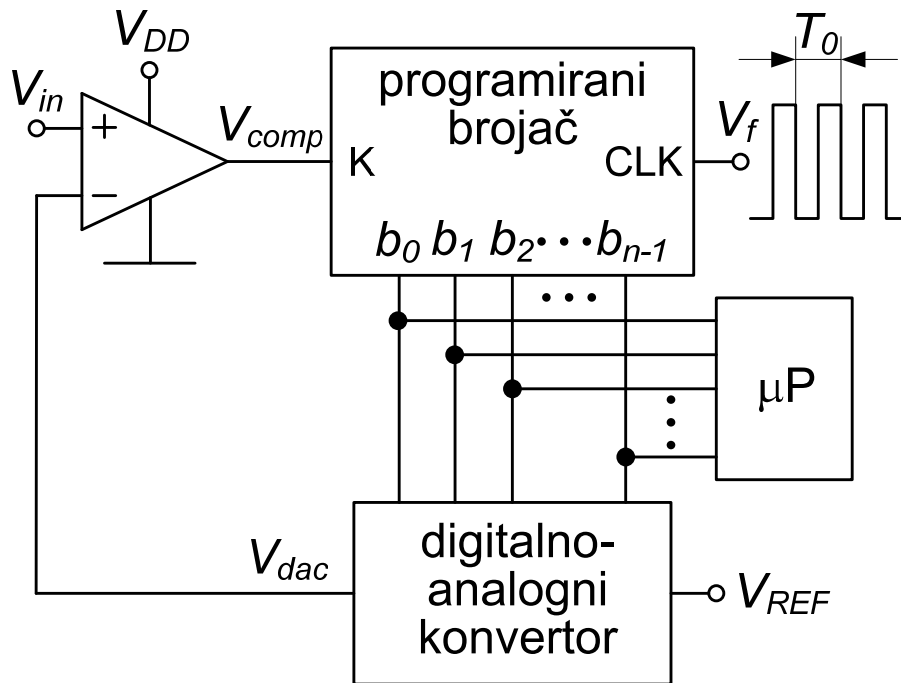 V_DD
T_0
V_in
+
−
V_comp
programirani
brojač
K
CLK
V_f
b_0 b_1 b_2 ••• b_n-1
•••
μP
V_dac
digitalno-
analogni
konvertor
V_REF